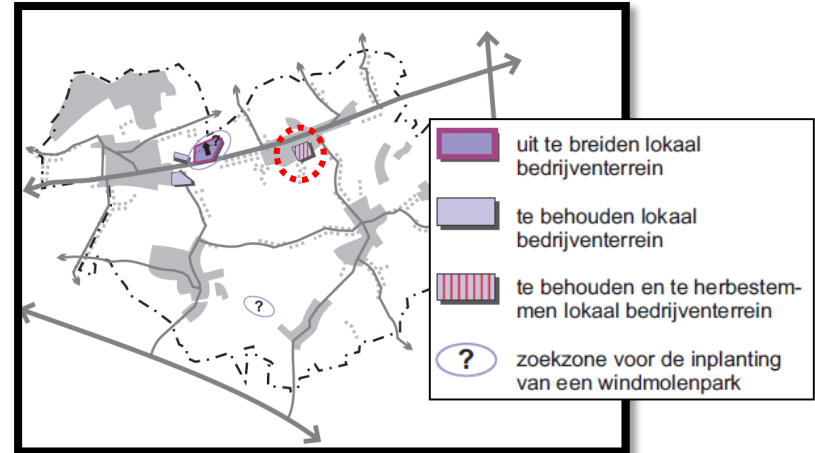 uit te breiden lokaal
bedrijventerrein
te behouden lokaal
bedrijventerrein
te behouden en te herbestem-
men lokaal bedrijventerrein
?
zoekzone voor de inplanting
van een windmolenpark
?
?